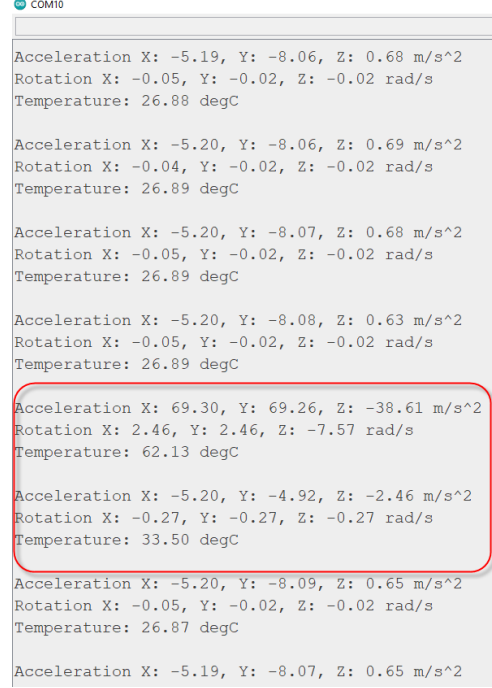 COM10
Acceleration X: -5.19, Y: -8.06, Z: 0.68 m/s^2
Rotation X: -0.05, Y: -0.02, Z: -0.02 rad/s
Temperature: 26.88 degC
Acceleration X: -5.20, Y: -8.06, Z: 0.69 m/s^2
Rotation X: -0.04, Y: -0.02, Z: -0.02 rad/s
Temperature: 26.89 degC
Acceleration X: -5.20, Y: -8.07, Z: 0.68 m/s^2
Rotation X: -0.05, Y: -0.02, Z: -0.02 rad/s
Temperature: 26.89 degC
Acceleration X: -5.20, Y: -8.08, Z: 0.63 m/s^2
Rotation X: -0.05, Y: -0.02, Z: -0.02 rad/s
Temperature: 26.89 degC
Acceleration X: 69.30, Y: 69.26, Z: -38.61 m/s^2
Rotation X: 2.46, Y: 2.46, Z: -7.57 rad/s
Temperature: 62.13 degC
Acceleration X: -5.20, Y: -4.92, Z: -2.46 m/s^2
Rotation X: -0.27, Y: -0.27, Z: -0.27 rad/s
Temperature: 33.50 degC
Acceleration X: -5.20, Y: -8.09, Z: 0.65 m/s^2
Rotation X: -0.05, Y: -0.02, Z: -0.02 rad/s
Temperature: 26.87 degC
Acceleration X: -5.19, Y: -8.07, Z: 0.65 m/s^2